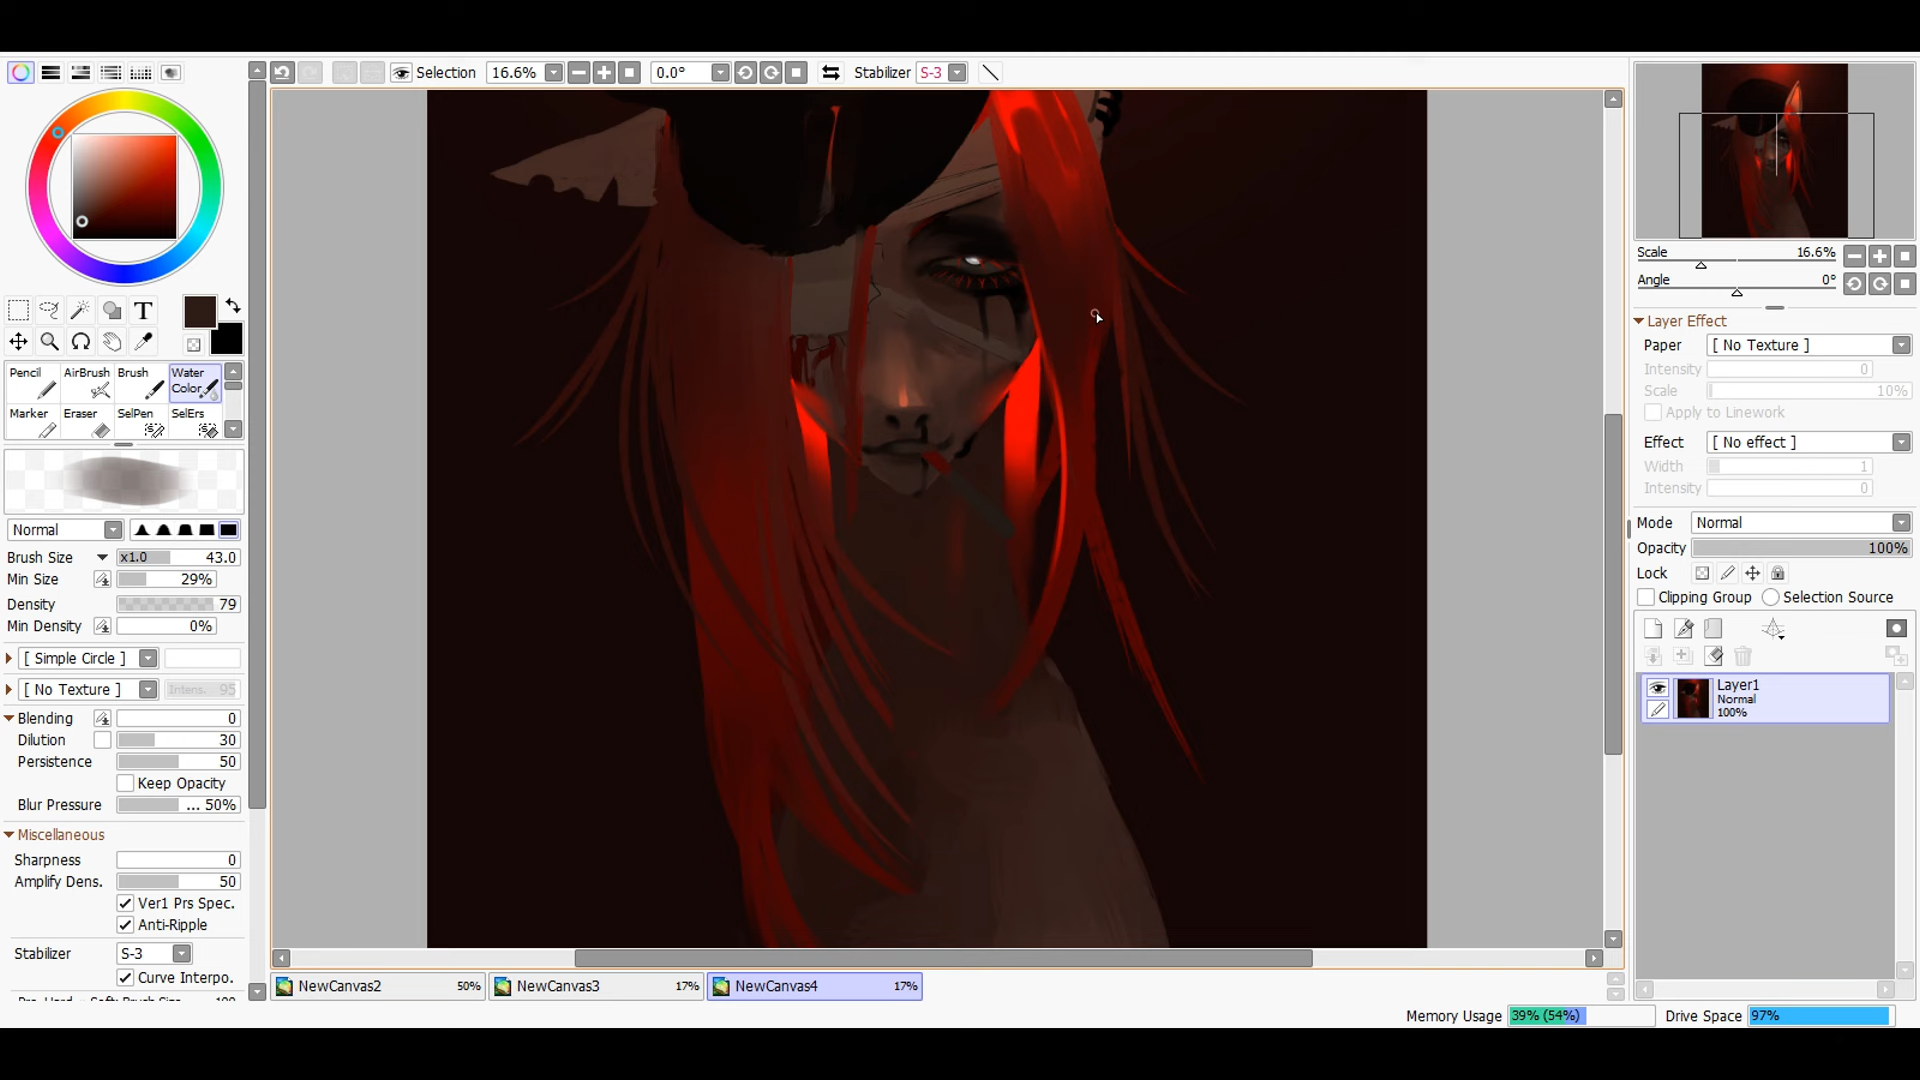 Selection 16.6% 0.0° Stabilizer S-3
T
Pencil AirBrush Brush Water Color
Marker Eraser SelPen SelErs
Normal
Brush Size x1.0 43.0
Min Size 29%
Density 79
Min Density 0%
[ Simple Circle ]
[ No Texture ] Intens. 95
Blending 0
Dilution 30
Persistence 50
Keep Opacity
Blur Pressure ... 50%
Miscellaneous
Sharpness 0
Amplify Dens. 50
Ver1 Prs Spec.
Anti-Ripple
Stabilizer S-3
Curve Interpo.
NewCanvas2 50% NewCanvas3 17% NewCanvas4 17%
Scale 16.6%
Angle 0°
Layer Effect
Paper [ No Texture ]
Intensity 0
Scale 10%
Apply to Linework
Effect [ No effect ]
Width 1
Intensity 0
Mode Normal
Opacity 100%
Lock
Clipping Group Selection Source
Layer1
Normal
100%
Memory Usage 39% (54%) Drive Space 97%